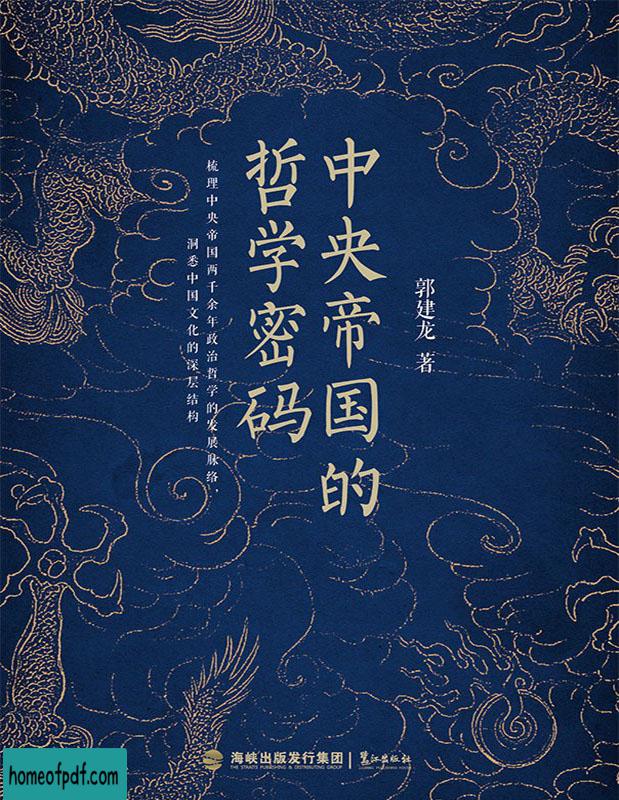 郭建龙 著
中央帝国的
哲学密码
梳理中央帝国两千余年政治哲学的发展脉络，
洞悉中国文化的深层结构
海峡出版发行集团
THE STRAITS PUBLISHING & DISTRIBUTING GROUP
鹭江出版社
homeofpdf.com